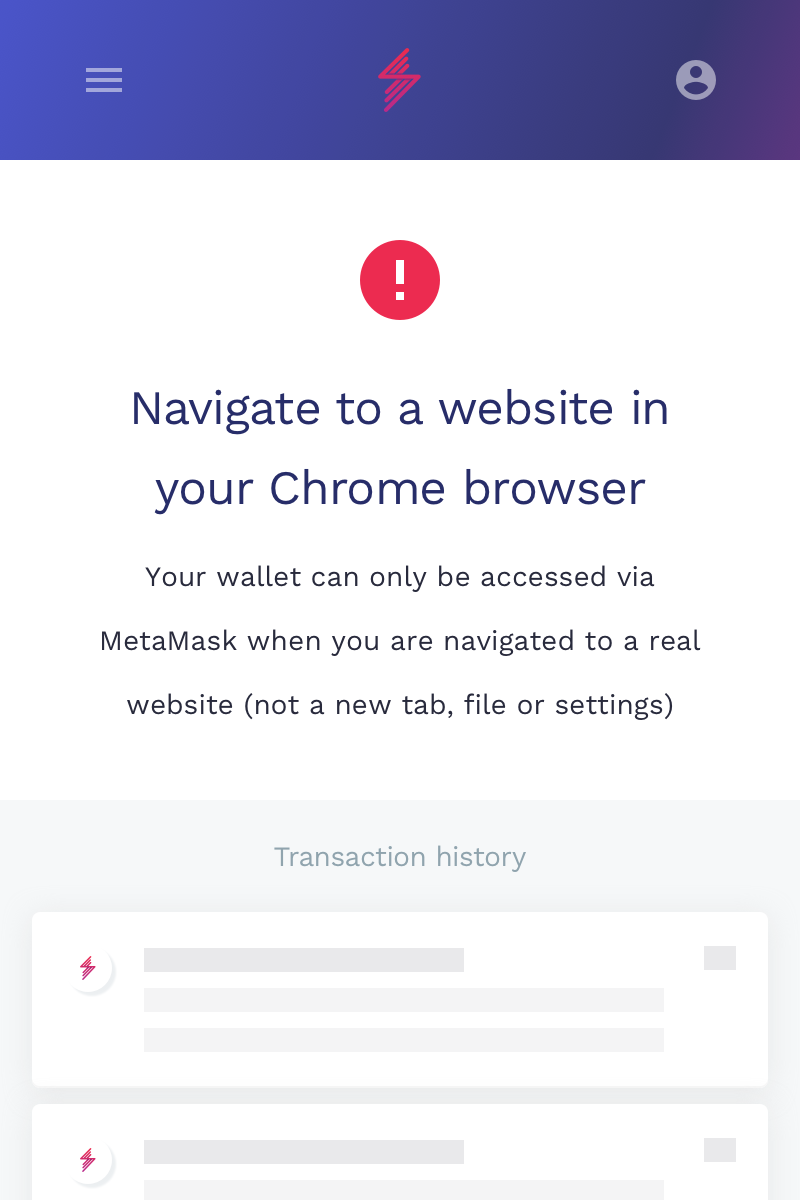 Navigate to a website in
your Chrome browser
Your wallet can only be accessed via
MetaMask when you are navigated to a real
website (not a new tab, file or settings)
Transaction history